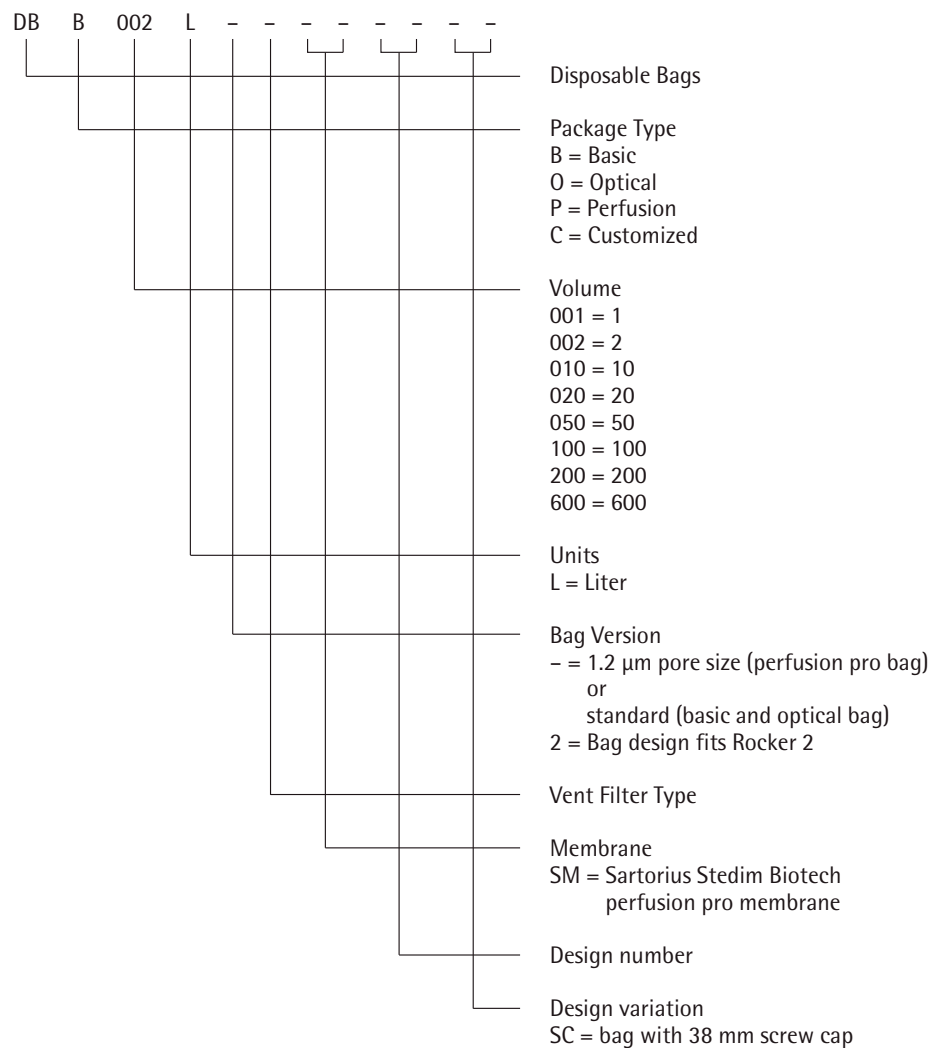 DB B 002 L – – – – – – – –
Disposable Bags
Package Type
B = Basic
O = Optical
P = Perfusion
C = Customized
Volume
001 = 1
002 = 2
010 = 10
020 = 20
050 = 50
100 = 100
200 = 200
600 = 600
Units
L = Liter
Bag Version
– = 1.2 µm pore size (perfusion pro bag)
or
standard (basic and optical bag)
2 = Bag design fits Rocker 2
Vent Filter Type
Membrane
SM = Sartorius Stedim Biotech
perfusion pro membrane
Design number
Design variation
SC = bag with 38 mm screw cap